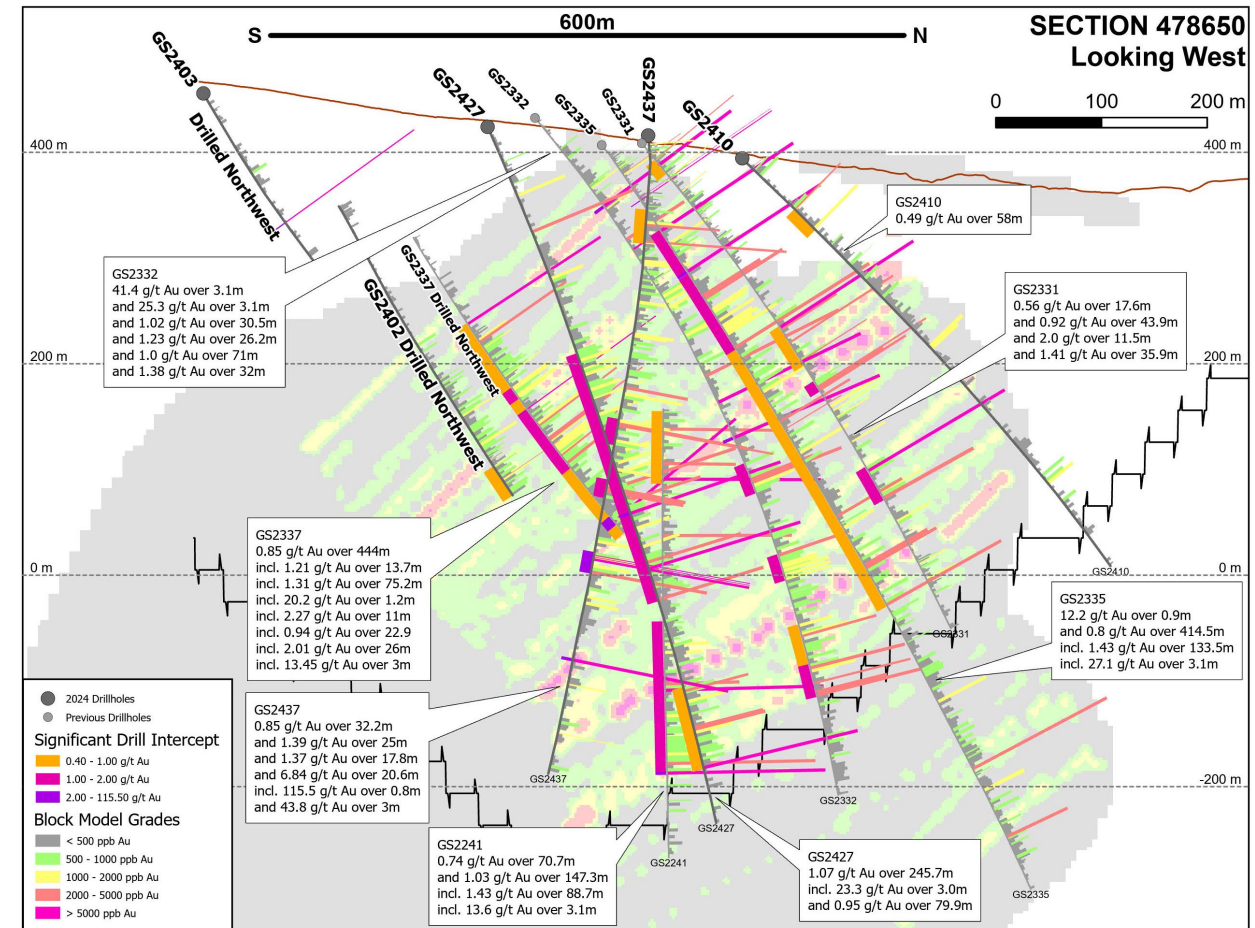 SECTION 478650
Looking West
600m
S
N
0
100
200 m
GS2403
Drilled Northwest
GS2427
GS2332
GS2335
GS2331
GS2437
GS2410
400 m
400 m
GS2410
0.49 g/t Au over 58m
GS2332
41.4 g/t Au over 3.1m
and 25.3 g/t Au over 3.1m
and 1.02 g/t Au over 30.5m
and 1.23 g/t Au over 26.2m
and 1.0 g/t Au over 71m
and 1.38 g/t Au over 32m
GS2337 Drilled Northwest
GS2402 Drilled Northwest
GS2331
0.56 g/t Au over 17.6m
and 0.92 g/t Au over 43.9m
and 2.0 g/t Au over 11.5m
and 1.41 g/t Au over 35.9m
200 m
200 m
GS2337
0.85 g/t Au over 444m
incl. 1.21 g/t Au over 13.7m
incl. 1.31 g/t Au over 75.2m
incl. 20.2 g/t Au over 1.2m
incl. 2.27 g/t Au over 11m
incl. 0.94 g/t Au over 22.9
incl. 2.01 g/t Au over 26m
incl. 13.45 g/t Au over 3m
0 m
0 m
GS2410
GS2331
GS2335
12.2 g/t Au over 0.9m
and 0.8 g/t Au over 414.5m
incl. 1.43 g/t Au over 133.5m
incl. 27.1 g/t Au over 3.1m
GS2437
0.85 g/t Au over 32.2m
and 1.39 g/t Au over 25m
and 1.37 g/t Au over 17.8m
and 6.84 g/t Au over 20.6m
incl. 115.5 g/t Au over 0.8m
and 43.8 g/t Au over 3m
GS2437
-200 m
GS2332
GS2427
GS2241
GS2335
GS2241
0.74 g/t Au over 70.7m
and 1.03 g/t Au over 147.3m
incl. 1.43 g/t Au over 88.7m
incl. 13.6 g/t Au over 3.1m
GS2427
1.07 g/t Au over 245.7m
incl. 23.3 g/t Au over 3.0m
and 0.95 g/t Au over 79.9m
2024 Drillholes
Previous Drillholes
Significant Drill Intercept
0.40 - 1.00 g/t Au
1.00 - 2.00 g/t Au
2.00 - 115.50 g/t Au
Block Model Grades
< 500 ppb Au
500 - 1000 ppb Au
1000 - 2000 ppb Au
2000 - 5000 ppb Au
> 5000 ppb Au